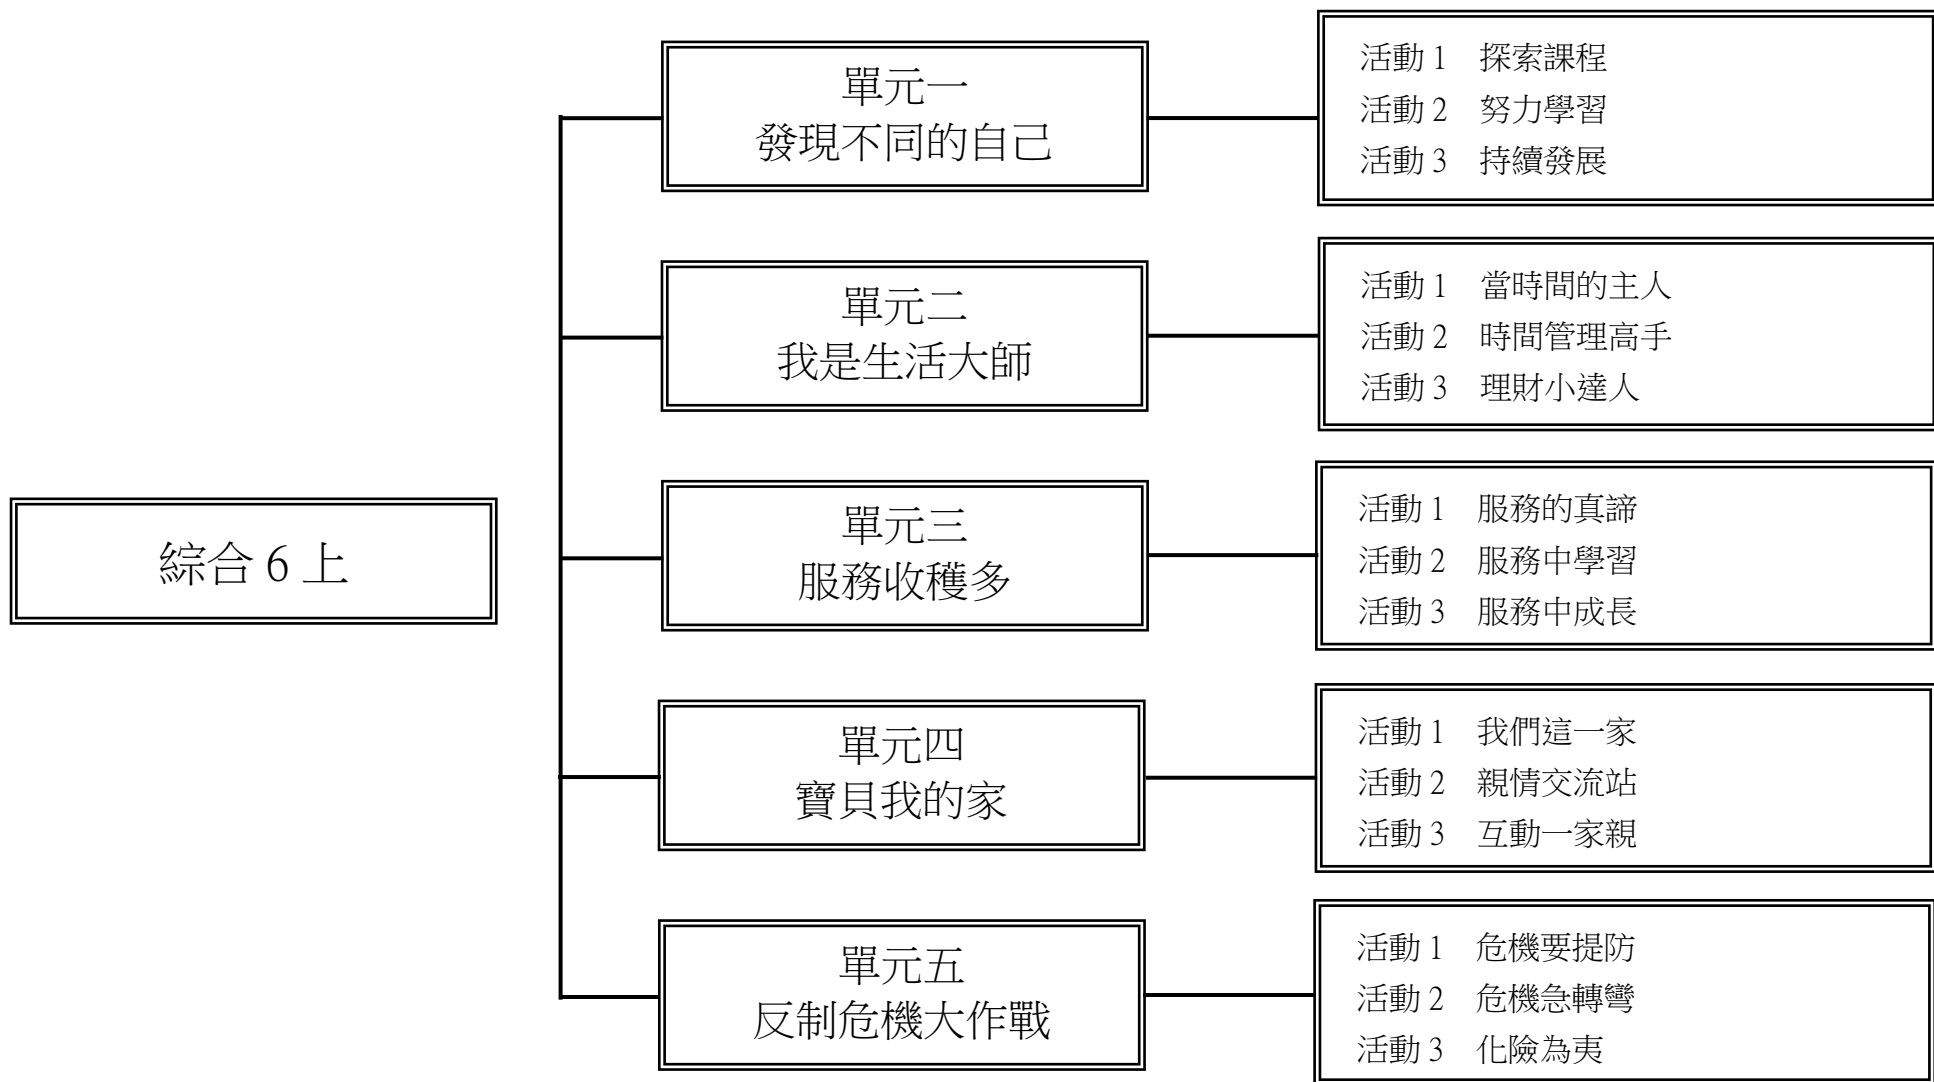 綜合 6 上
單元一
發現不同的自己
活動 1　探索課程
活動 2　努力學習
活動 3　持續發展
單元二
我是生活大師
活動 1　當時間的主人
活動 2　時間管理高手
活動 3　理財小達人
單元三
服務收穫多
活動 1　服務的真諦
活動 2　服務中學習
活動 3　服務中成長
單元四
寶貝我的家
活動 1　我們這一家
活動 2　親情交流站
活動 3　互動一家親
單元五
反制危機大作戰
活動 1　危機要提防
活動 2　危機急轉彎
活動 3　化險為夷